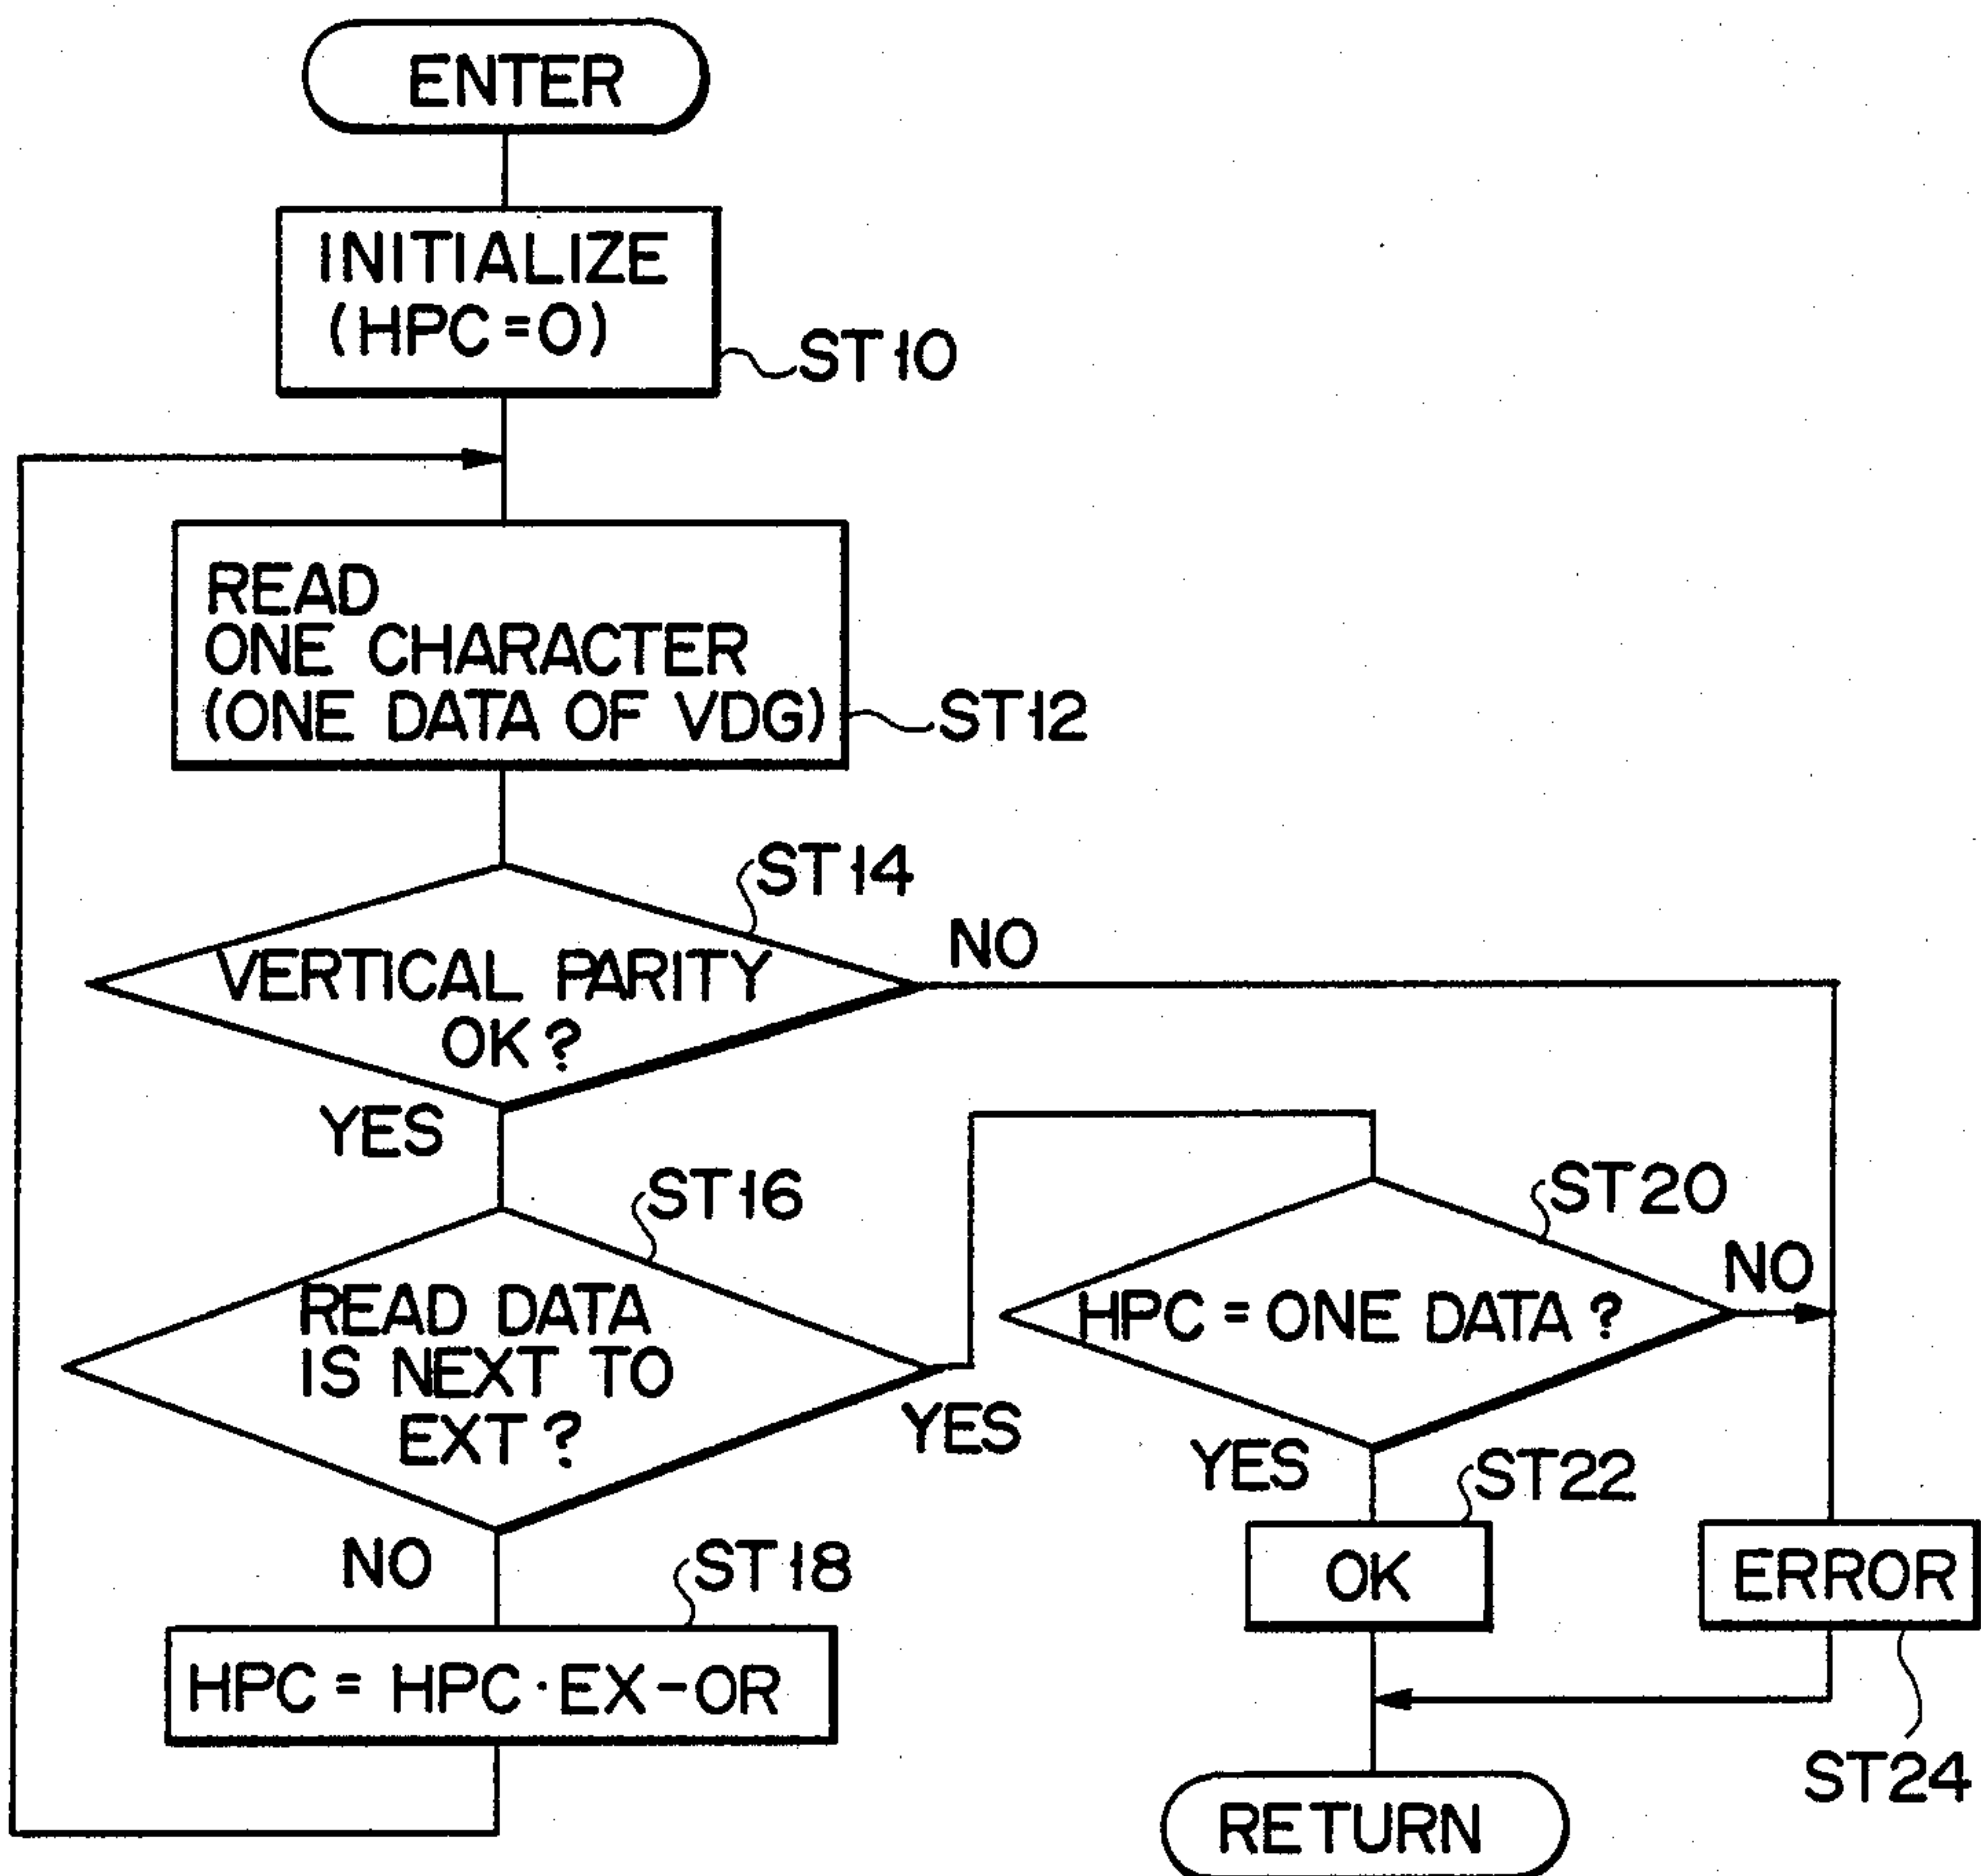 ENTER
INITIALIZE
(HPC=0)
ST10
READ
ONE CHARACTER
(ONE DATA OF VDG)
ST12
ST14
VERTICAL PARITY
OK?
NO
YES
ST16
READ DATA
IS NEXT TO
EXT?
YES
NO
ST18
HPC = HPC·EX-OR
ST20
HPC = ONE DATA?
NO
YES
ST22
OK
ERROR
ST24
RETURN